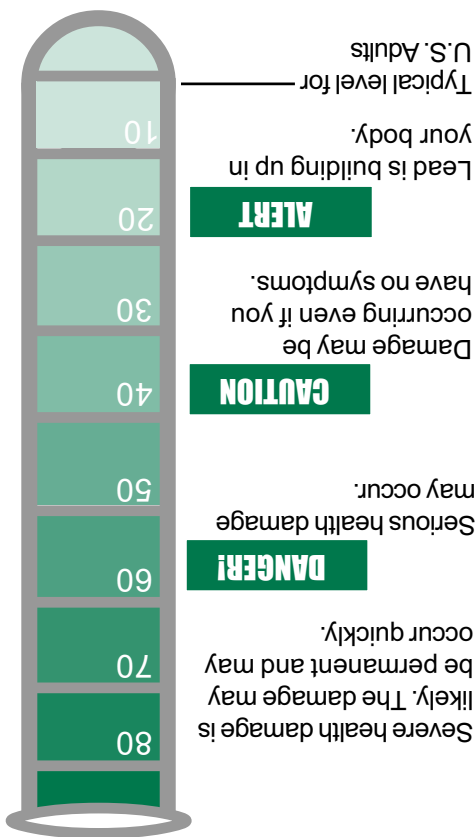 Severe health damage is
likely. The damage may
be permanent and may
occur quickly.
DANGER!
Serious health damage
may occur.
CAUTION
Damage may be
occurring even if you
have no symptoms.
ALERT
Lead is building up in
your body.
Typical level for
U.S. Adults
80
70
60
50
40
30
20
10